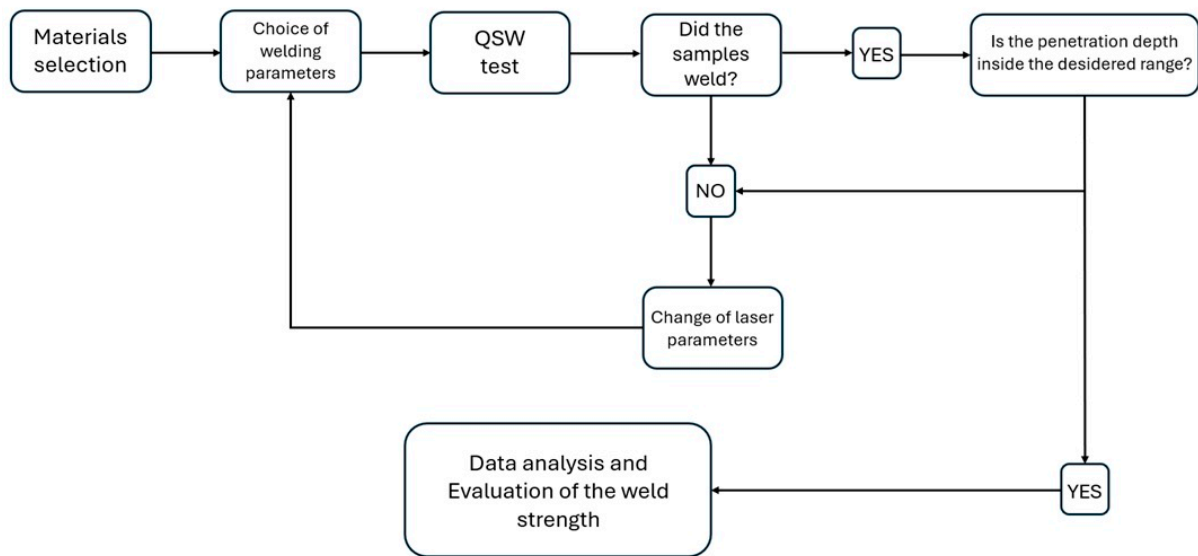 Materials
selection
Choice of
welding
parameters
QSW
test
Did the
samples
weld?
YES
Is the penetration depth
inside the desidered range?
NO
Change of laser
parameters
Data analysis and
Evaluation of the weld
strength
YES